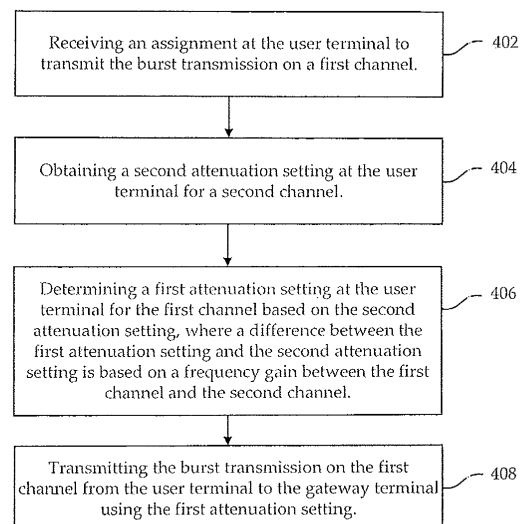 Receiving an assignment at the user terminal to
transmit the burst transmission on a first channel.
402
Obtaining a second attenuation setting at the user
terminal for a second channel.
404
Determining a first attenuation setting at the user
terminal for the first channel based on the second
attenuation setting, where a difference between the
first attenuation setting and the second attenuation
setting is based on a frequency gain between the first
channel and the second channel.
406
Transmitting the burst transmission on the first
channel from the user terminal to the gateway terminal
using the first attenuation setting.
408